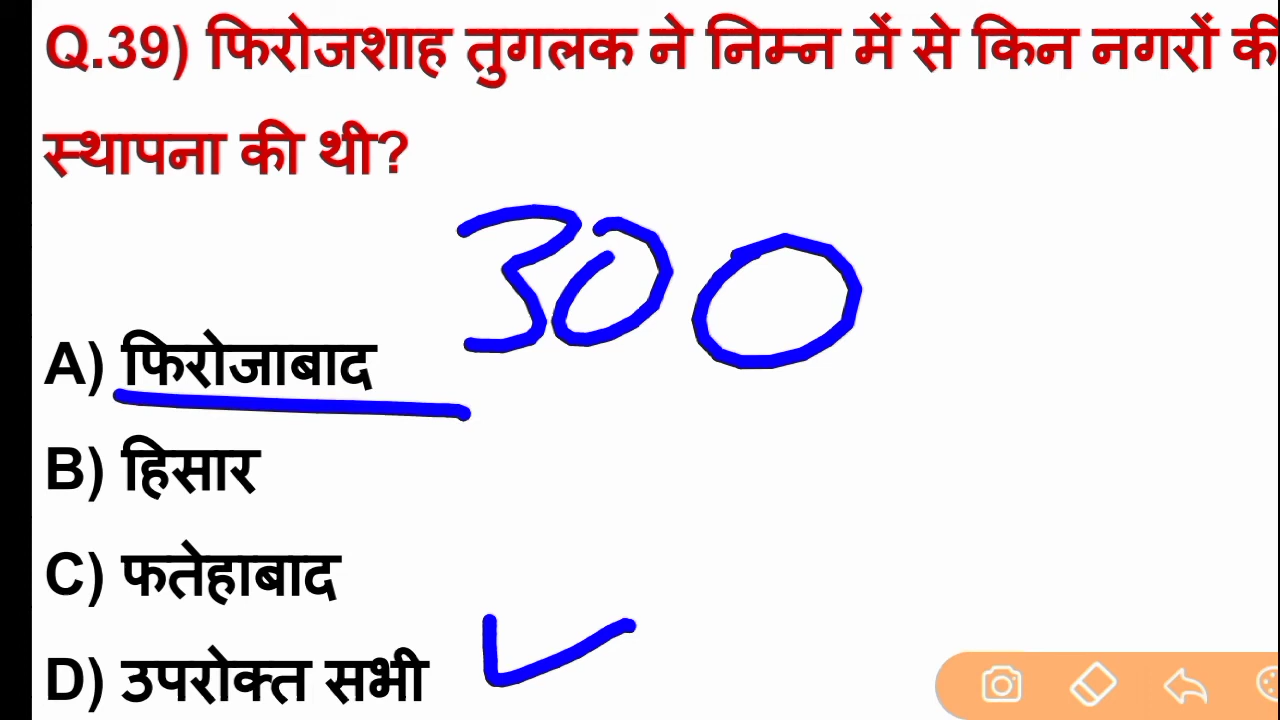 Q.39) फिरोजशाह तुगलक ने निम्न में से किन नगरों की
स्थापना की थी?
300
A) फिरोजाबाद
B) हिसार
C) फतेहाबाद
D) उपरोक्त सभी